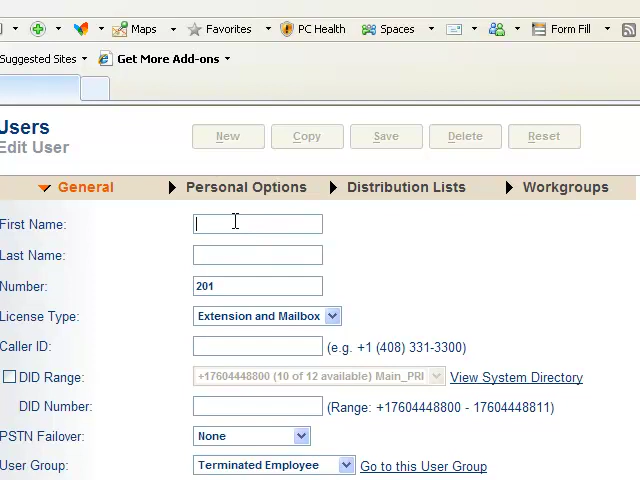 Maps Favorites PC Health Spaces Form Fill
Suggested Sites Get More Add-ons
Users
Edit User
New Copy Save Delete Reset
General Personal Options Distribution Lists Workgroups
First Name:
Last Name:
Number: 201
License Type: Extension and Mailbox
Caller ID: (e.g. +1 (408) 331-3300)
DID Range: +17604448800 (10 of 12 available) Main_PRI View System Directory
DID Number: (Range: +17604448800 - 17604448811)
PSTN Failover: None
User Group: Terminated Employee Go to this User Group